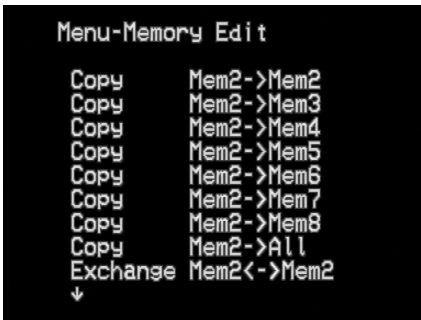 Menu-Memory Edit
Copy Mem2->Mem2
Copy Mem2->Mem3
Copy Mem2->Mem4
Copy Mem2->Mem5
Copy Mem2->Mem6
Copy Mem2->Mem7
Copy Mem2->Mem8
Copy Mem2->All
Exchange Mem2<->Mem2
↓